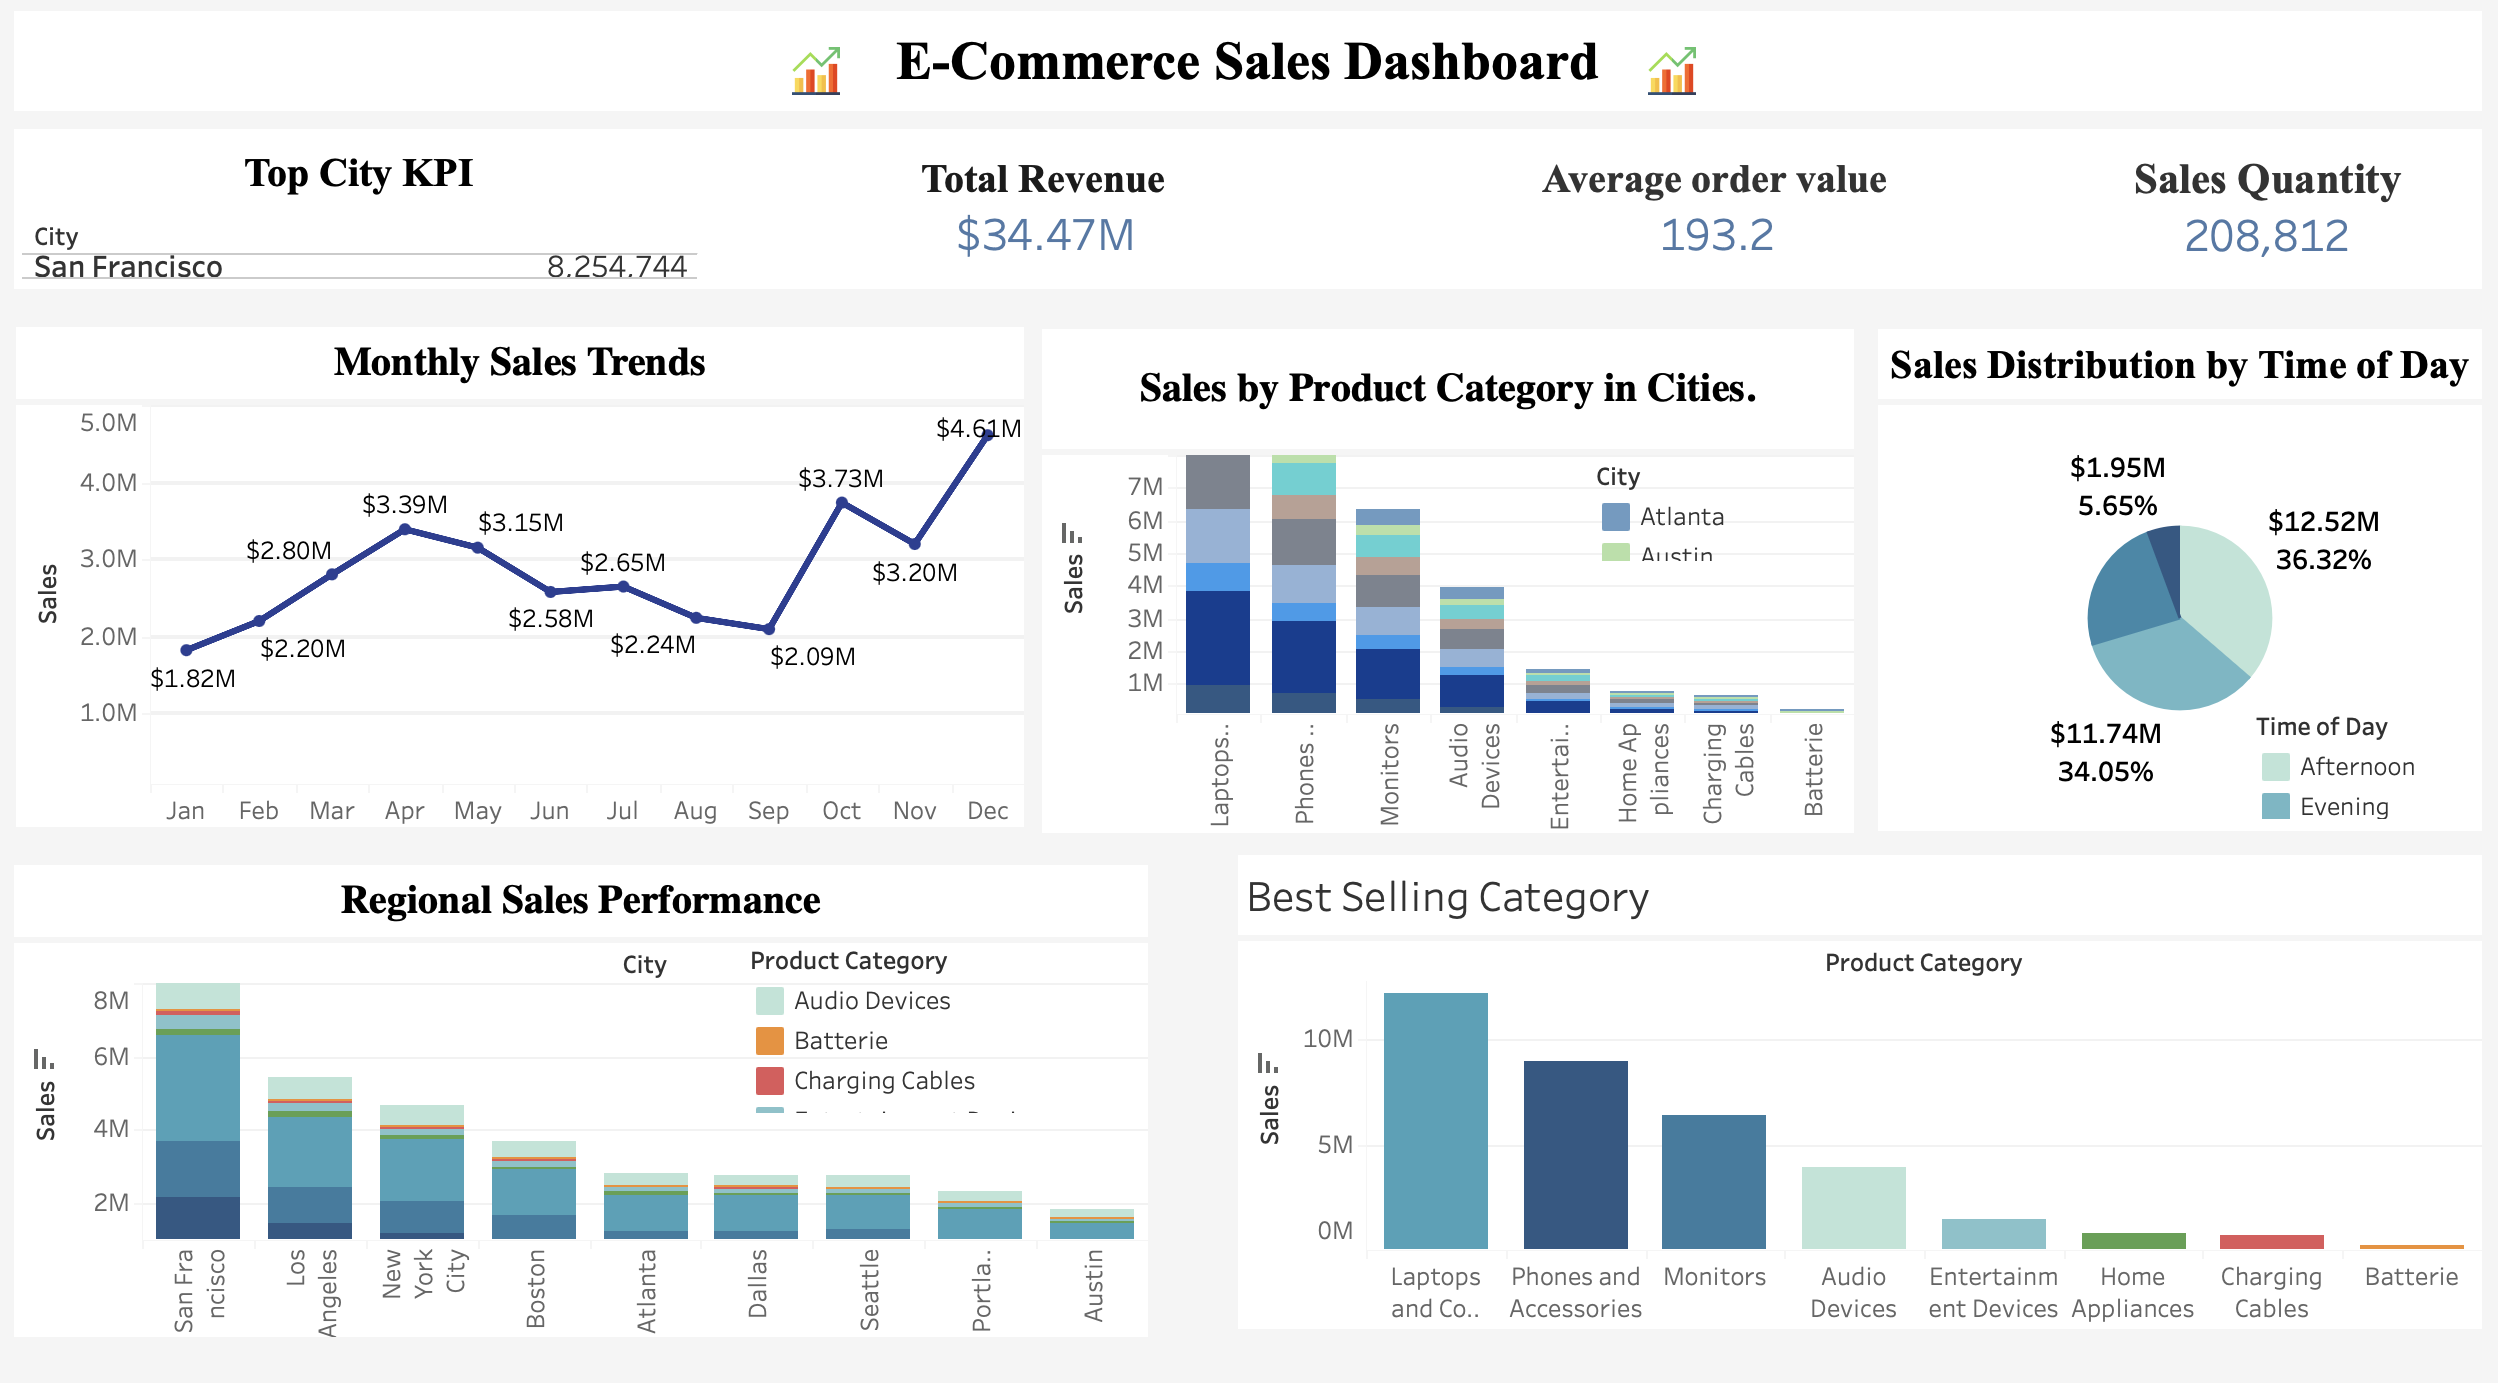 E-Commerce Sales Dashboard
Top City KPI
City
San Francisco 8,254,744
Total Revenue
$34.47M
Average order value
193.2
Sales Quantity
208,812
Monthly Sales Trends
Sales
5.0M
4.0M
3.0M
2.0M
1.0M
$1.82M
$2.20M
$2.80M
$3.39M
$3.15M
$2.58M
$2.65M
$2.24M
$2.09M
$3.73M
$3.20M
$4.61M
Jan Feb Mar Apr May Jun Jul Aug Sep Oct Nov Dec
Sales by Product Category in Cities.
Sales
7M
6M
5M
4M
3M
2M
1M
City
Atlanta
Austin
Laptops..
Phones ..
Monitors
Audio
Devices
Entertai..
Home Ap
pliances
Charging
Cables
Batterie
Sales Distribution by Time of Day
$1.95M
5.65%
$12.52M
36.32%
$11.74M
34.05%
Time of Day
Afternoon
Evening
Regional Sales Performance
City
Sales
8M
6M
4M
2M
Product Category
Audio Devices
Batterie
Charging Cables
San Fra
ncisco
Los
Angeles
New
York
City
Boston
Atlanta
Dallas
Seattle
Portla..
Austin
Best Selling Category
Product Category
Sales
10M
5M
0M
Laptops
and Co..
Phones and
Accessories
Monitors
Audio
Devices
Entertainm
ent Devices
Home
Appliances
Charging
Cables
Batterie